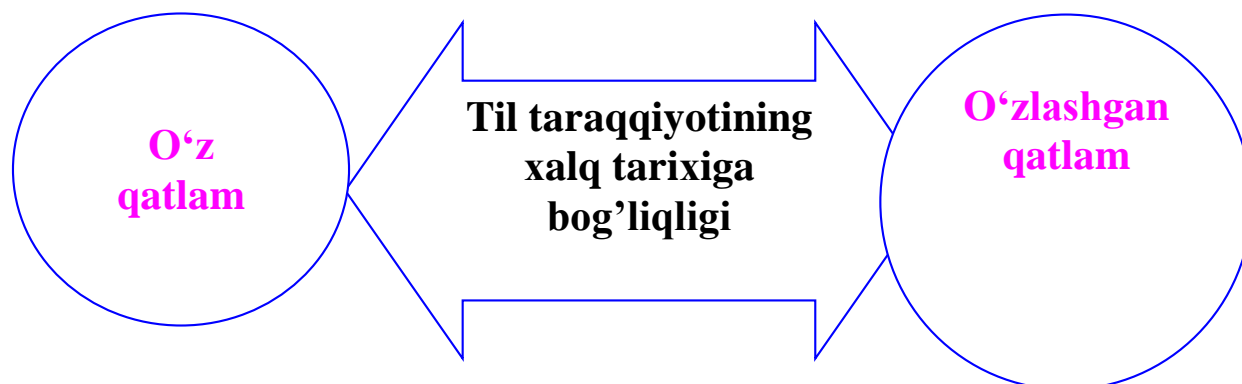 O‘z
qatlam
Til taraqqiyotining
xalq tarixiga
bog’liqligi
O‘zlashgan
qatlam